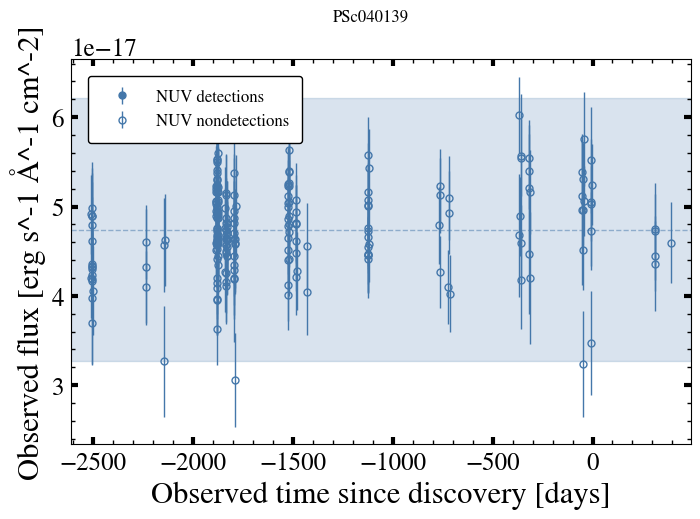 PSc040139
1e−17
NUV detections
NUV nondetections
6
5
4
3
Observed flux [erg s^-1 Å^-1 cm^-2]
−2500 −2000 −1500 −1000 −500 0
Observed time since discovery [days]